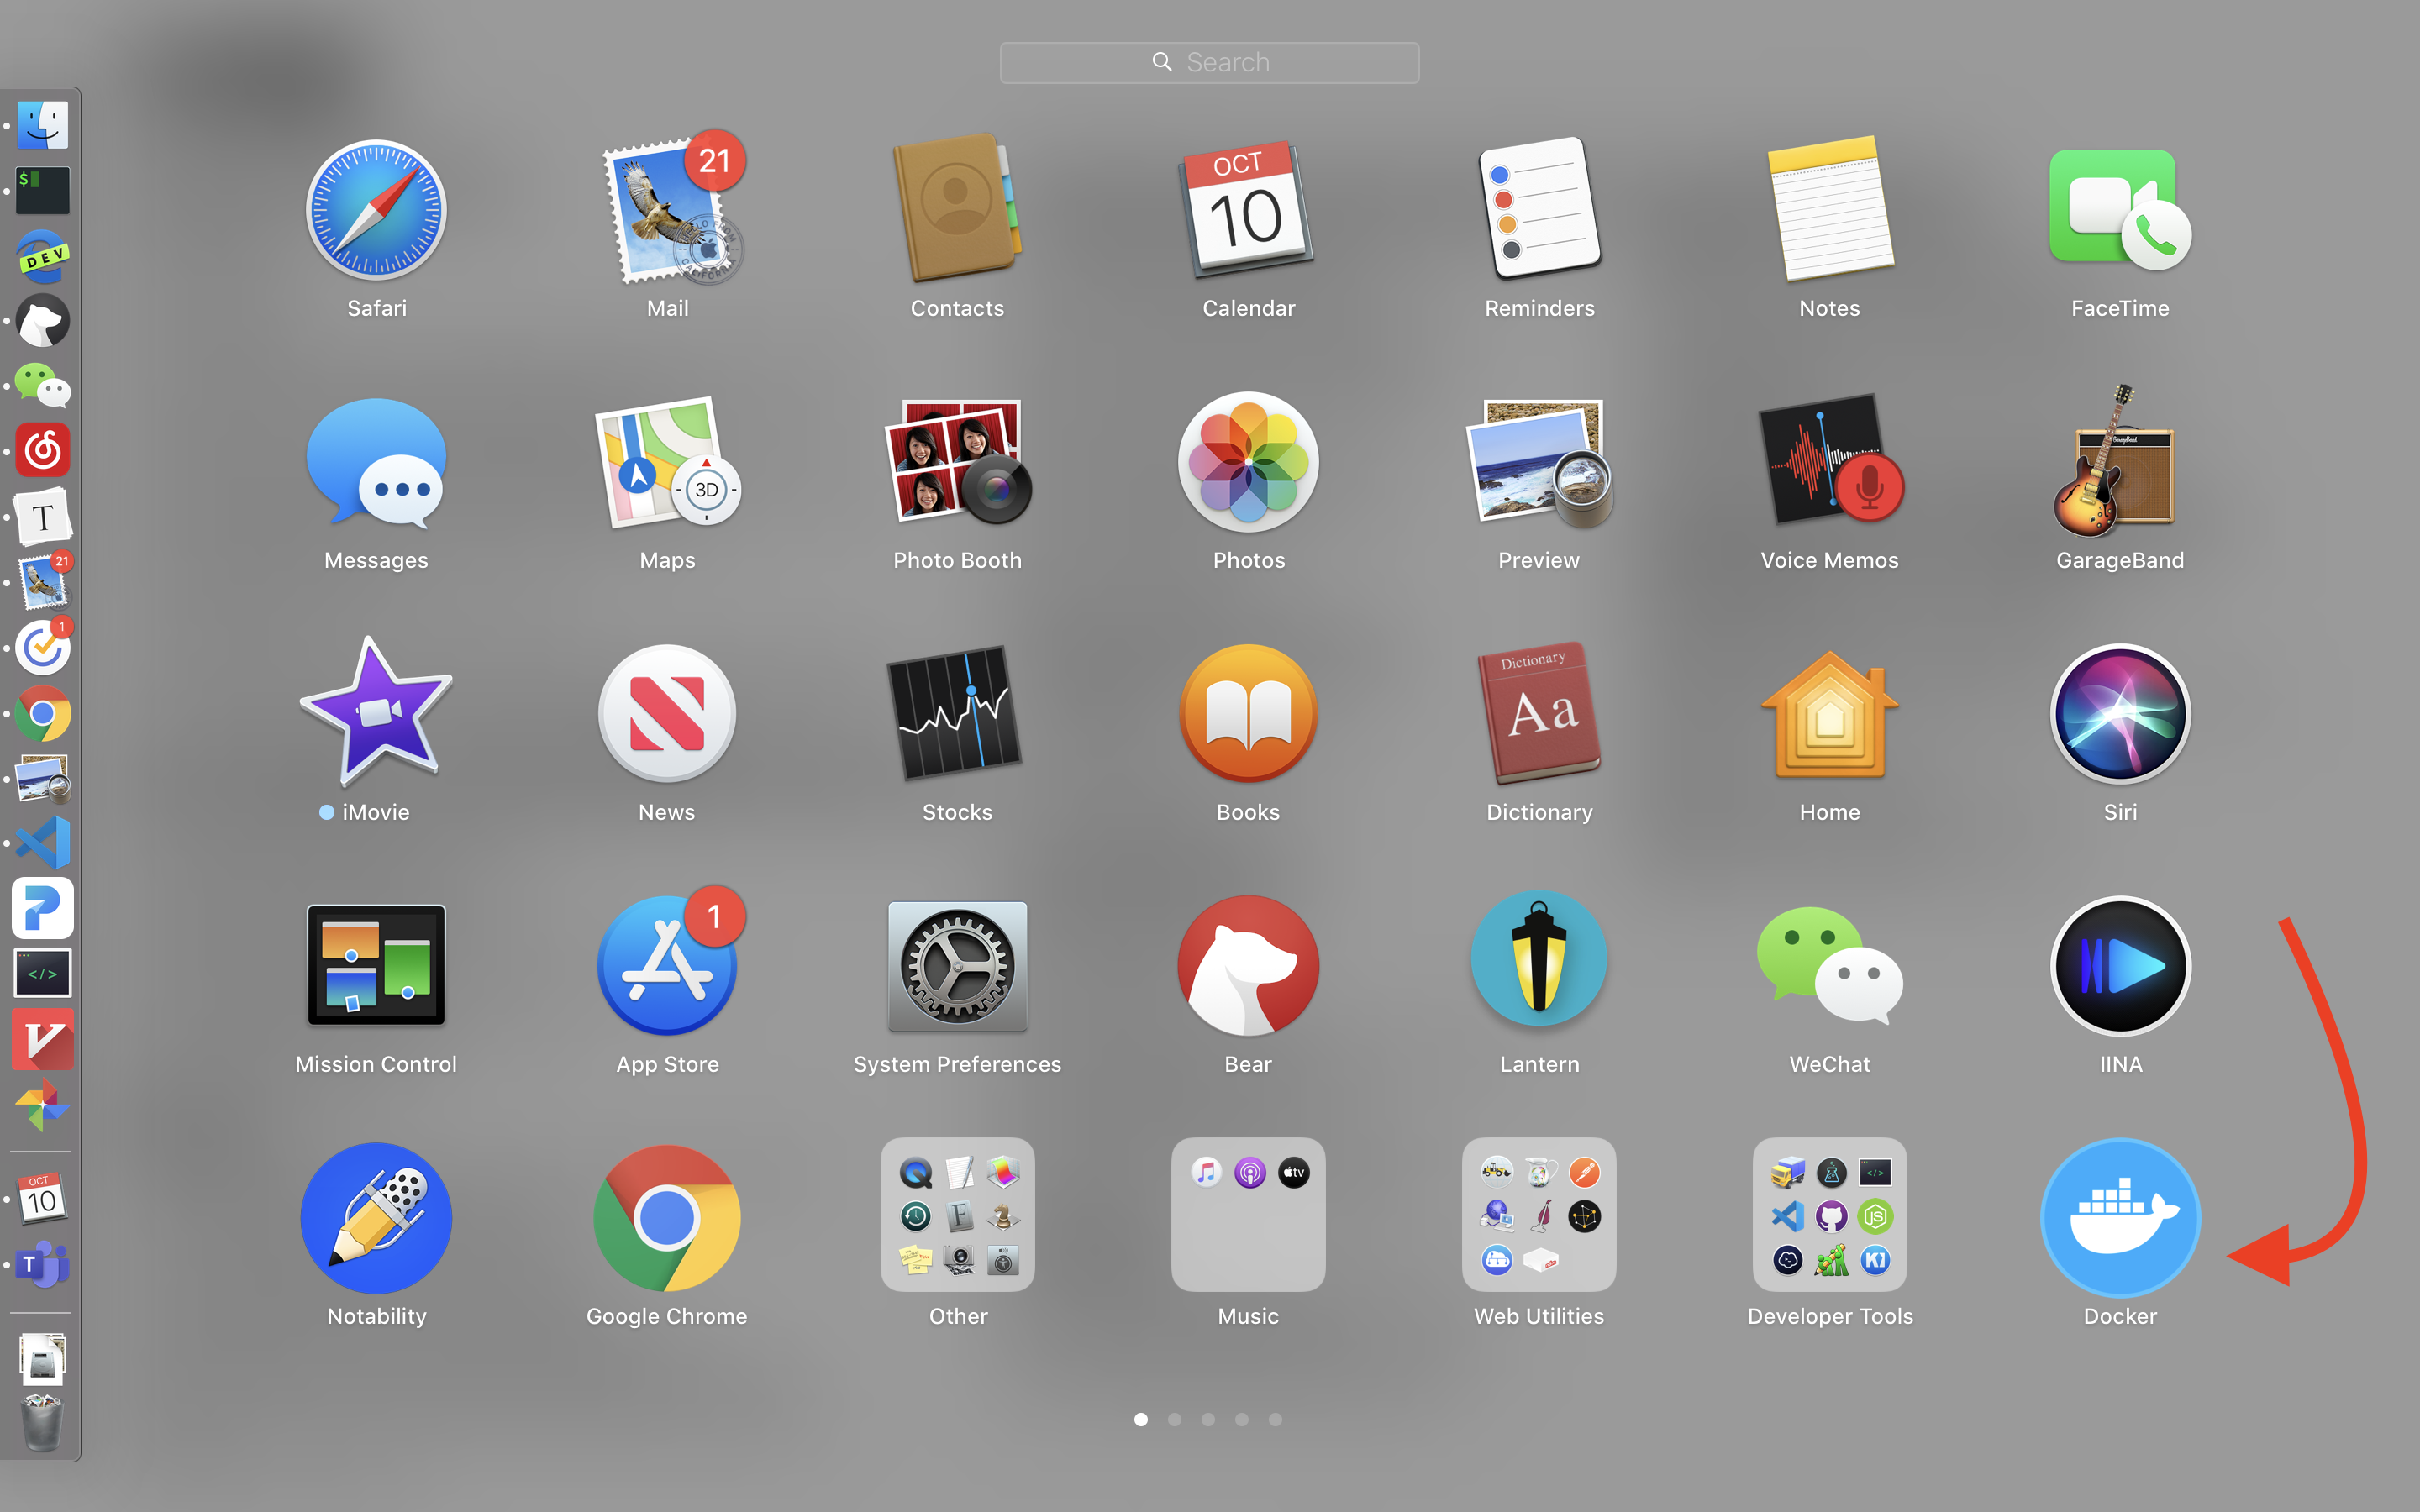 Search
21
OCT
10
Safari
Mail
Contacts
Calendar
Reminders
Notes
FaceTime
3D
Messages
Maps
Photo Booth
Photos
Preview
Voice Memos
GarageBand
Dictionary
Aa
iMovie
News
Stocks
Books
Dictionary
Home
Siri
1
Mission Control
App Store
System Preferences
Bear
Lantern
WeChat
IINA
tv
F
</>
JS
Notability
Google Chrome
Other
Music
Web Utilities
Developer Tools
Docker
$
DEV
T
21
1
</>
V
OCT
10
T